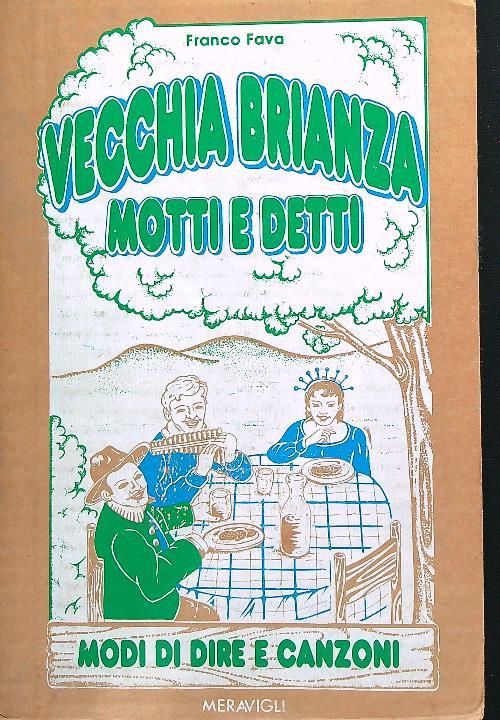 Franco Fava
VECCHIA BRIANZA
MOTTI E DETTI
MODI DI DIRE E CANZONI
MERAVIGLI